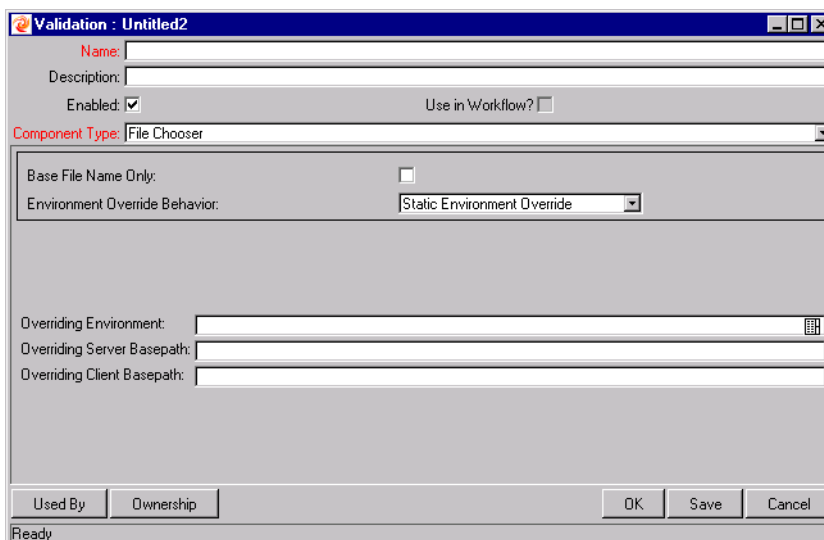 Validation : Untitled2
Name:
Description:
Enabled: Use in Workflow?
Component Type: File Chooser
Base File Name Only:
Environment Override Behavior: Static Environment Override
Overriding Environment:
Overriding Server Basepath:
Overriding Client Basepath:
Used By Ownership OK Save Cancel
Ready